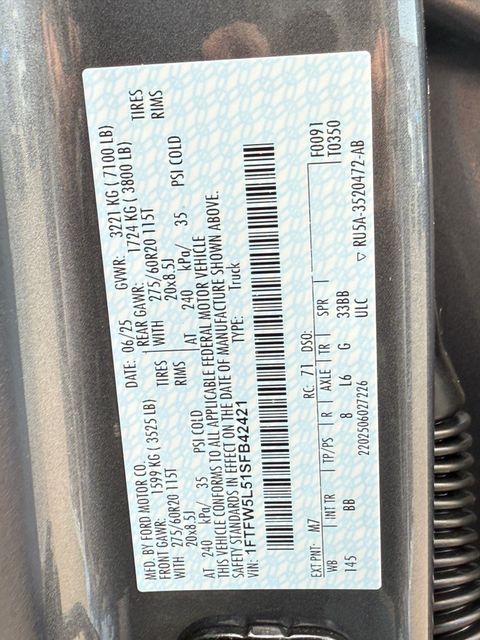 MFD. BY FORD MOTOR CO.
DATE: 06/25 GVWR: 3221 KG ( 7100 LB)
FRONT GAWR: 1599 KG ( 3525 LB) REAR GAWR: 1724 KG ( 3800 LB)
WITH 275/60R20 115T TIRES WITH 275/60R20 115T TIRES
20x8.5J RIMS 20x8.5J RIMS
AT 240 kPa/ 35 PSI COLD AT 240 kPa/ 35 PSI COLD
THIS VEHICLE CONFORMS TO ALL APPLICABLE FEDERAL MOTOR VEHICLE
SAFETY STANDARDS IN EFFECT ON THE DATE OF MANUFACTURE SHOWN ABOVE.
VIN: 1FTFW5L51SFB42421 TYPE: Truck
F0091
EXT PNT: M7 RC: 71 DSO: T0350
WB INT TR TP/PS R AXLE TR SPR
145 BB 8 L6 G 33BB
2202506027226 ULC ▽ RU5A-3520472-AB